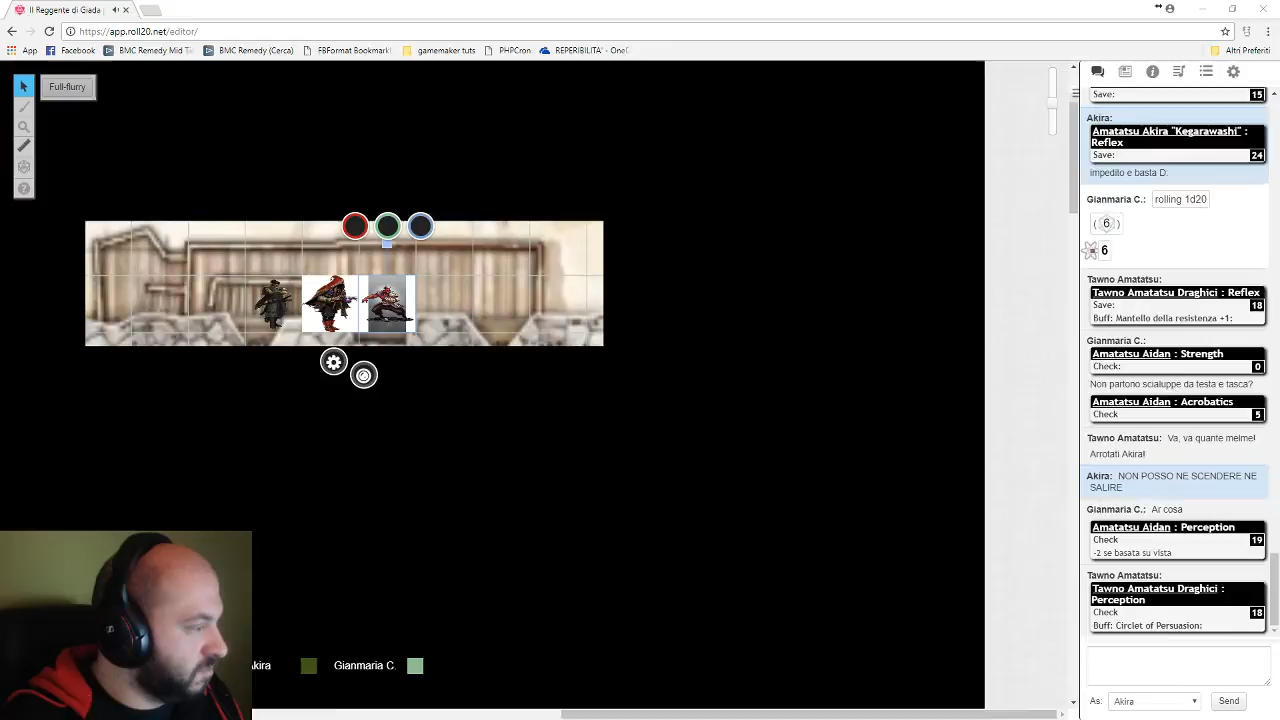 Il Reggente di Giada |
https://app.roll20.net/editor/
App Facebook BMC Remedy Mid Ti BMC Remedy (Cerca) FBFormat Bookmark gamemaker tuts PHPCron REPERIBILITA' - One Altri Preferiti
Full-flurry
kira Gianmaria C.
Save: 15
Akira:
Amatatsu Akira "Kegarawashi" :
Reflex
Save: 24
impedito e basta D:
Gianmaria C.: rolling 1d20
( 6 )
6
Tawno Amatatsu:
Tawno Amatatsu Draghici : Reflex
Save: 18
Buff: Mantello della resistenza +1:
Gianmaria C.:
Amatatsu Aidan : Strength
Check: 0
Non partono scialuppe da testa e tasca?
Amatatsu Aidan : Acrobatics
Check 5
Tawno Amatatsu: Va, va quante melme!
Arrotati Akira!
Akira: NON POSSO NE SCENDERE NE
SALIRE
Gianmaria C.: Ar cosa
Amatatsu Aidan : Perception
Check 19
-2 se basata su vista
Tawno Amatatsu:
Tawno Amatatsu Draghici :
Perception
Check 18
Buff: Circlet of Persuasion:
As: Akira Send